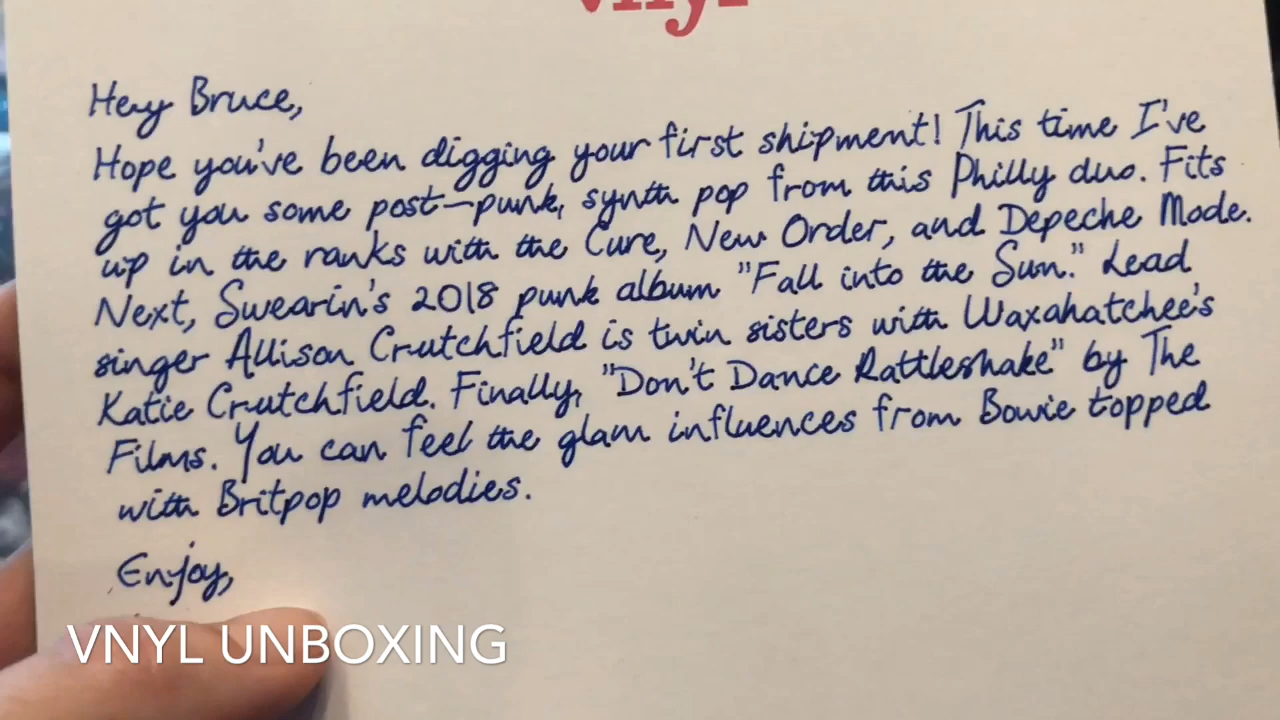 vnyl
Hey Bruce,
Hope you've been digging your first shipment! This time I've
got you some post-punk, synth pop from this Philly duo. Fits
up in the ranks with the Cure, New Order, and Depeche Mode.
Next, Swearin's 2018 punk album "Fall into the Sun." Lead
singer Allison Crutchfield is twin sisters with Waxahatchee's
Katie Crutchfield. Finally, "Don't Dance Rattleshake" by The
Films. You can feel the glam influences from Bowie topped
with Britpop melodies.
Enjoy,
VNYL UNBOXING